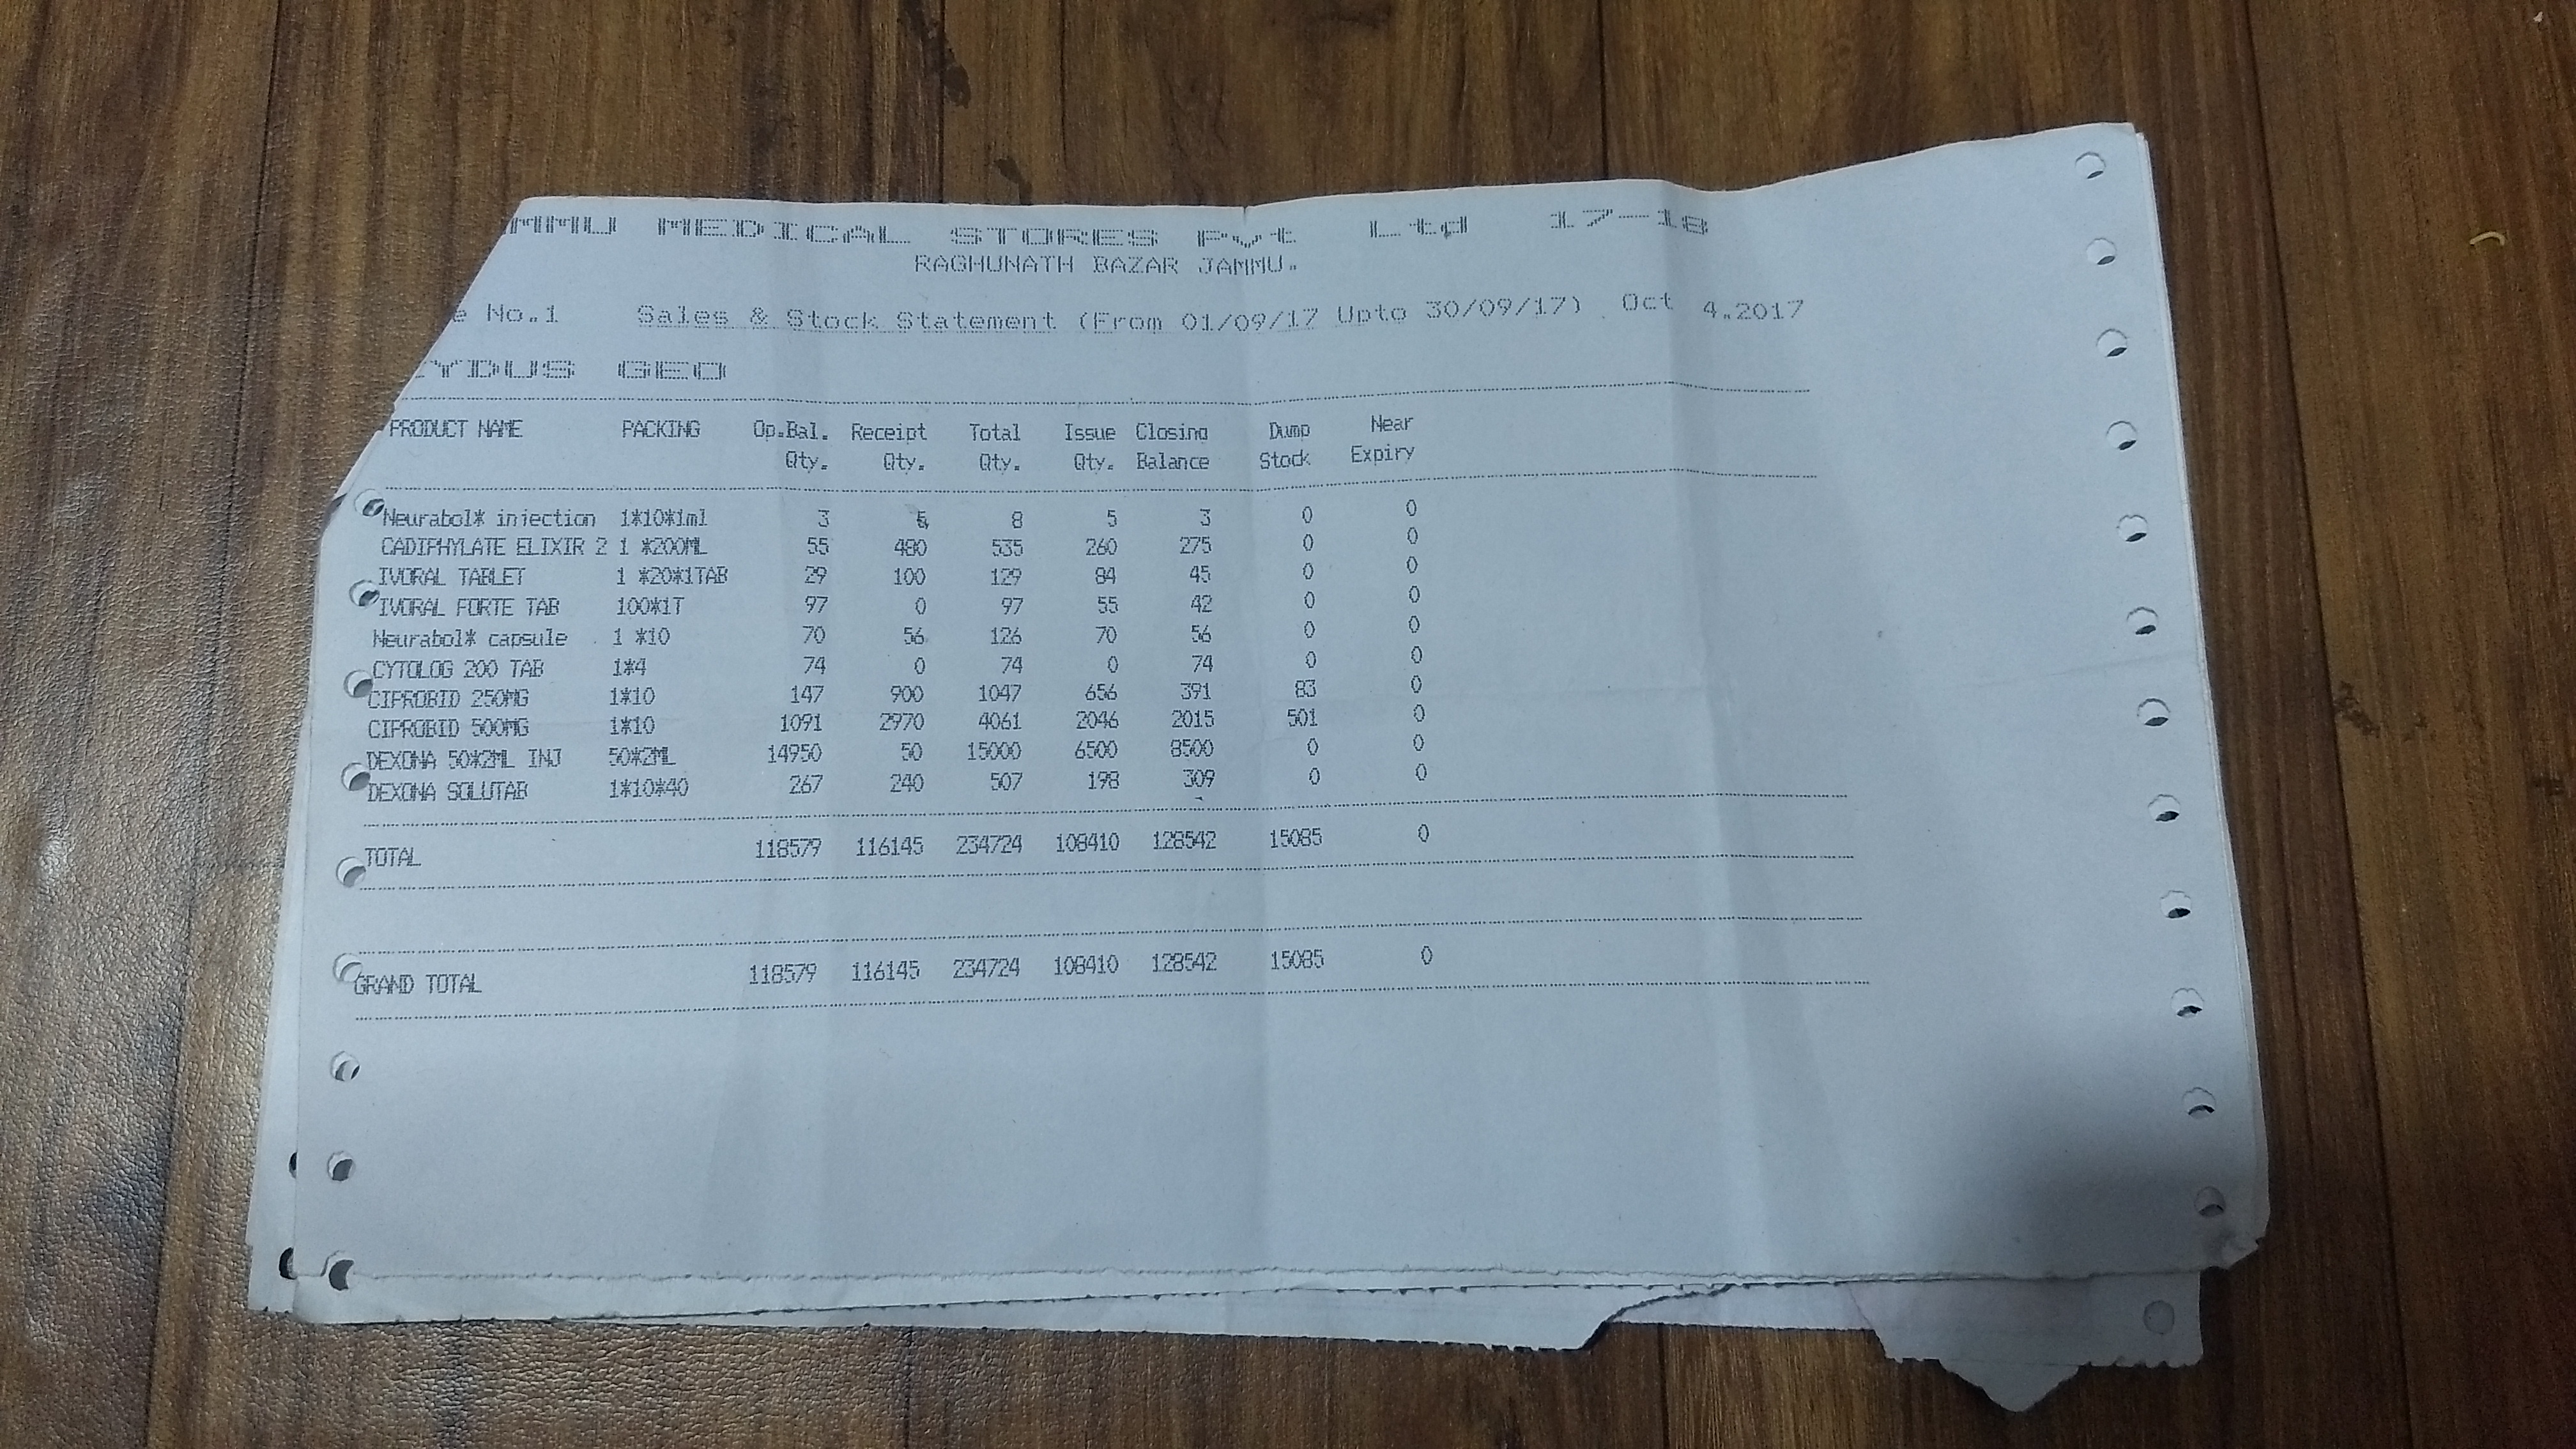 MMU MEDICAL STORES Pvt Ltd 17-18
RAGHUNATH BAZAR JAMMU.
e No.1 Sales & Stock Statement (From 01/09/17 Upto 30/09/17) Oct 4.2017
YDUS GEO
PRODUCT NAME PACKING Op.Bal. Receipt Total Issue Closing Dump Near
Qty. Qty. Qty. Qty. Balance Stock Expiry
Neurabol* injection 1*10*1ml 3 5 8 5 3 0 0
CADIPHYLATE ELIXIR 2 1 *200ML 55 480 535 260 275 0 0
IVORAL TABLET 1 *20*1TAB 29 100 129 84 45 0 0
IVORAL FORTE TAB 100*1T 97 0 97 55 42 0 0
Neurabol* capsule 1 *10 70 56 126 70 56 0 0
CYTOLOG 200 TAB 1*4 74 0 74 0 74 0 0
CIPROBID 250MG 1*10 147 900 1047 656 391 83 0
CIPROBID 500MG 1*10 1091 2970 4061 2046 2015 501 0
DEXONA 50*2ML INJ 50*2ML 14950 50 15000 6500 8500 0 0
DEXONA SOLUTAB 1*10*40 267 240 507 198 309 0 0
TOTAL 118579 116145 234724 108410 128542 15085 0
GRAND TOTAL 118579 116145 234724 108410 128542 15085 0